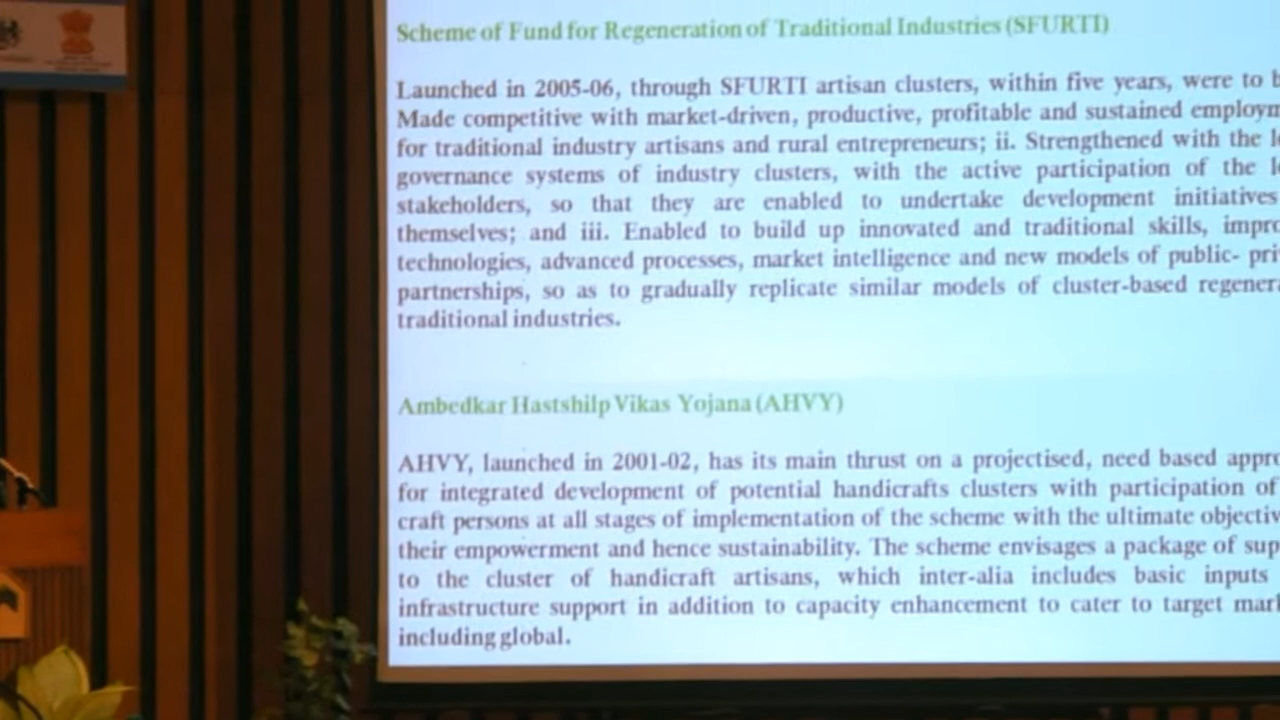 Scheme of Fund for Regeneration of Traditional Industries (SFURTI)
Launched in 2005-06, through SFURTI artisan clusters, within five years, were to b
Made competitive with market-driven, productive, profitable and sustained employm
for traditional industry artisans and rural entrepreneurs; ii. Strengthened with the l
governance systems of industry clusters, with the active participation of the l
stakeholders, so that they are enabled to undertake development initiatives
themselves; and iii. Enabled to build up innovated and traditional skills, impro
technologies, advanced processes, market intelligence and new models of public- pri
partnerships, so as to gradually replicate similar models of cluster-based regenera
traditional industries.
Ambedkar Hastshilp Vikas Yojana (AHVY)
AHVY, launched in 2001-02, has its main thrust on a projectised, need based appro
for integrated development of potential handicrafts clusters with participation of
craft persons at all stages of implementation of the scheme with the ultimate objectiv
their empowerment and hence sustainability. The scheme envisages a package of sup
to the cluster of handicraft artisans, which inter-alia includes basic inputs
infrastructure support in addition to capacity enhancement to cater to target mark
including global.